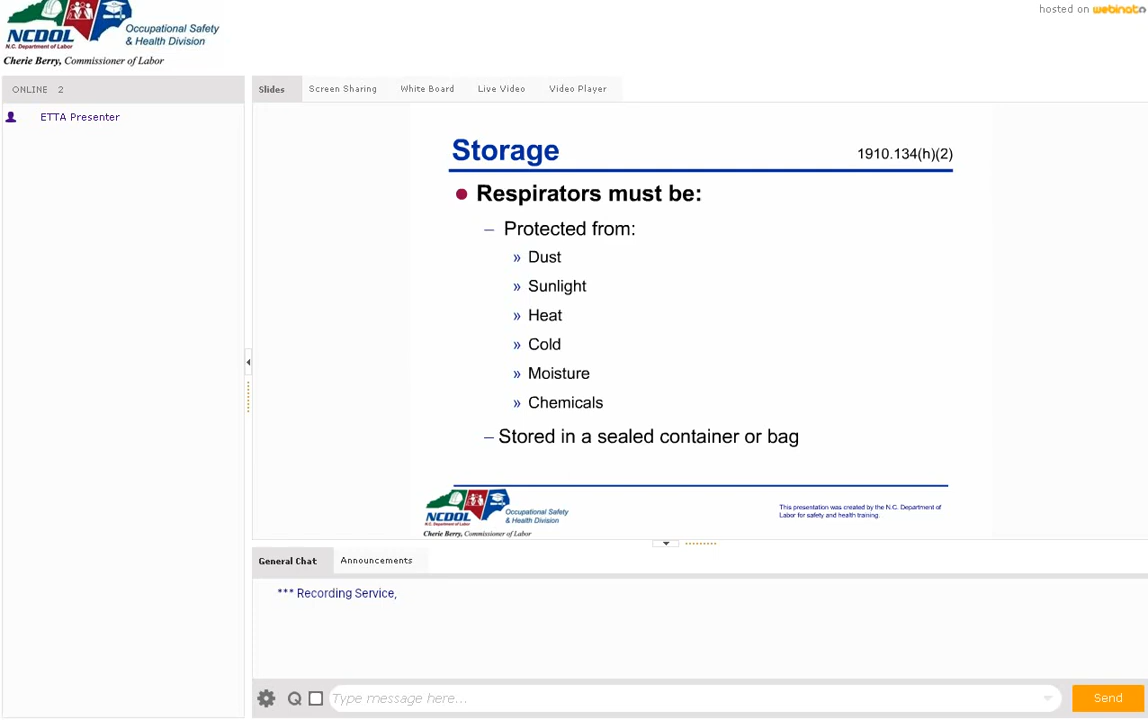 hosted on webinato
NCDOL
N.C. Department of Labor
Occupational Safety
& Health Division
Cherie Berry, Commissioner of Labor
ONLINE 2
ETTA Presenter
Slides Screen Sharing White Board Live Video Video Player
Storage 1910.134(h)(2)
● Respirators must be:
– Protected from:
» Dust
» Sunlight
» Heat
» Cold
» Moisture
» Chemicals
– Stored in a sealed container or bag
NCDOL
N.C. Department of Labor
Occupational Safety
& Health Division
Cherie Berry, Commissioner of Labor
This presentation was created by the N.C. Department of
Labor for safety and health training.
General Chat Announcements
*** Recording Service,
Type message here...
Send